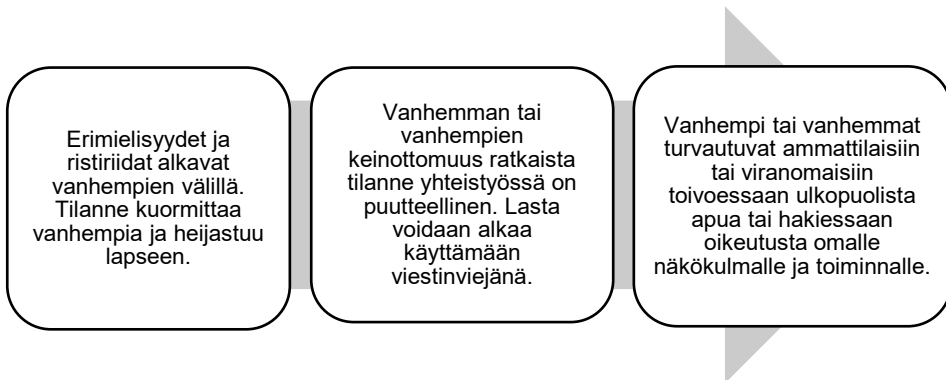 Erimielisyydet ja
ristiriidat alkavat
vanhempien välillä.
Tilanne kuormittaa
vanhempia ja heijastuu
lapseen.
Vanhemman tai
vanhempien
keinottomuus ratkaista
tilanne yhteistyössä on
puutteellinen. Lasta
voidaan alkaa
käyttämään
viestinviejänä.
Vanhempi tai vanhemmat
turvautuvat ammattilaisiin
tai viranomaisiin
toivoessaan ulkopuolista
apua tai hakiessaan
oikeutusta omalle
näkökulmalle ja toiminnalle.